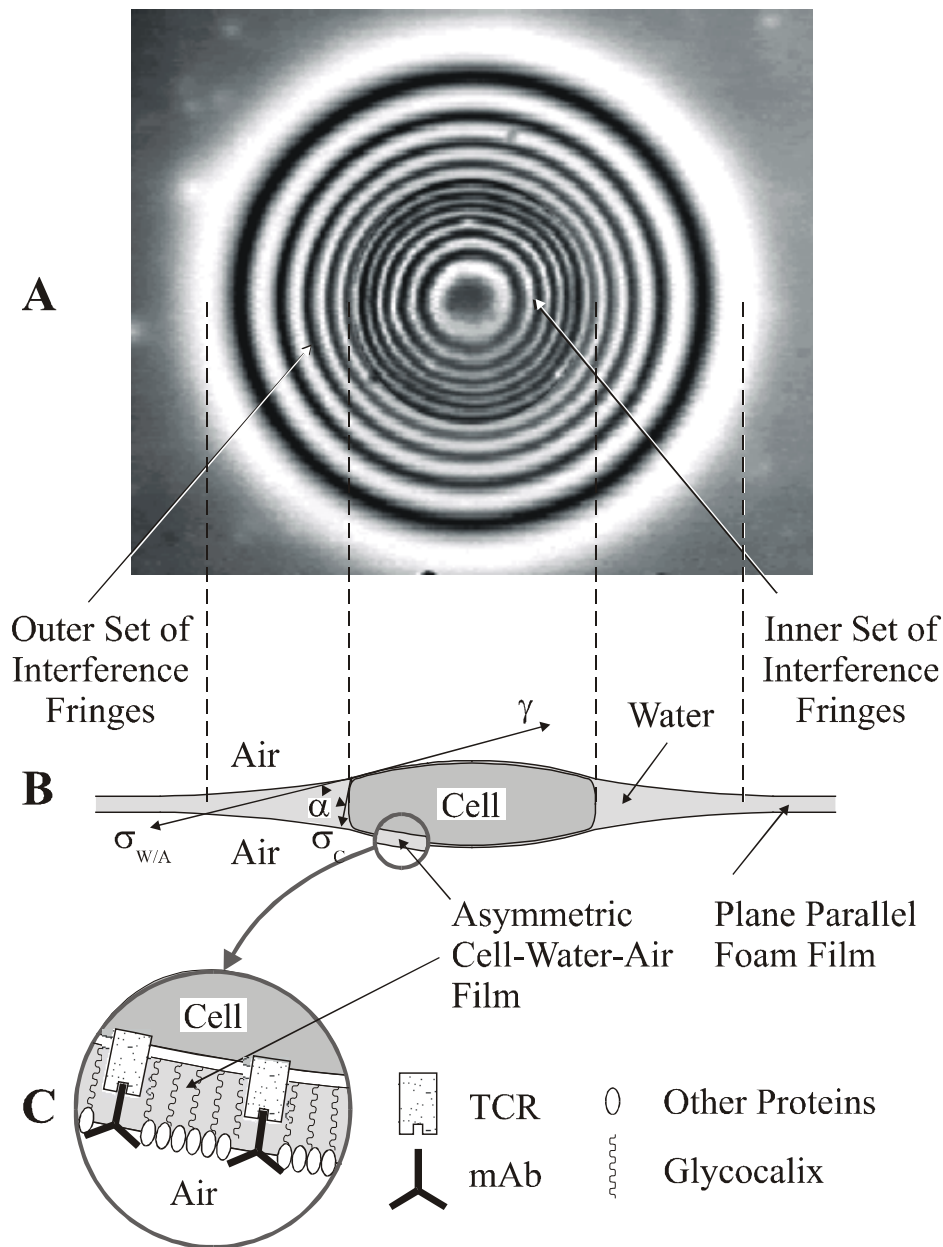 A
Outer Set of
Interference
Fringes
Inner Set of
Interference
Fringes
γ
Water
Air
B
α
Cell
σW/A
σC
Air
Asymmetric
Cell-Water-Air
Film
Plane Parallel
Foam Film
Cell
C
TCR
Other Proteins
mAb
Glycocalix
Air